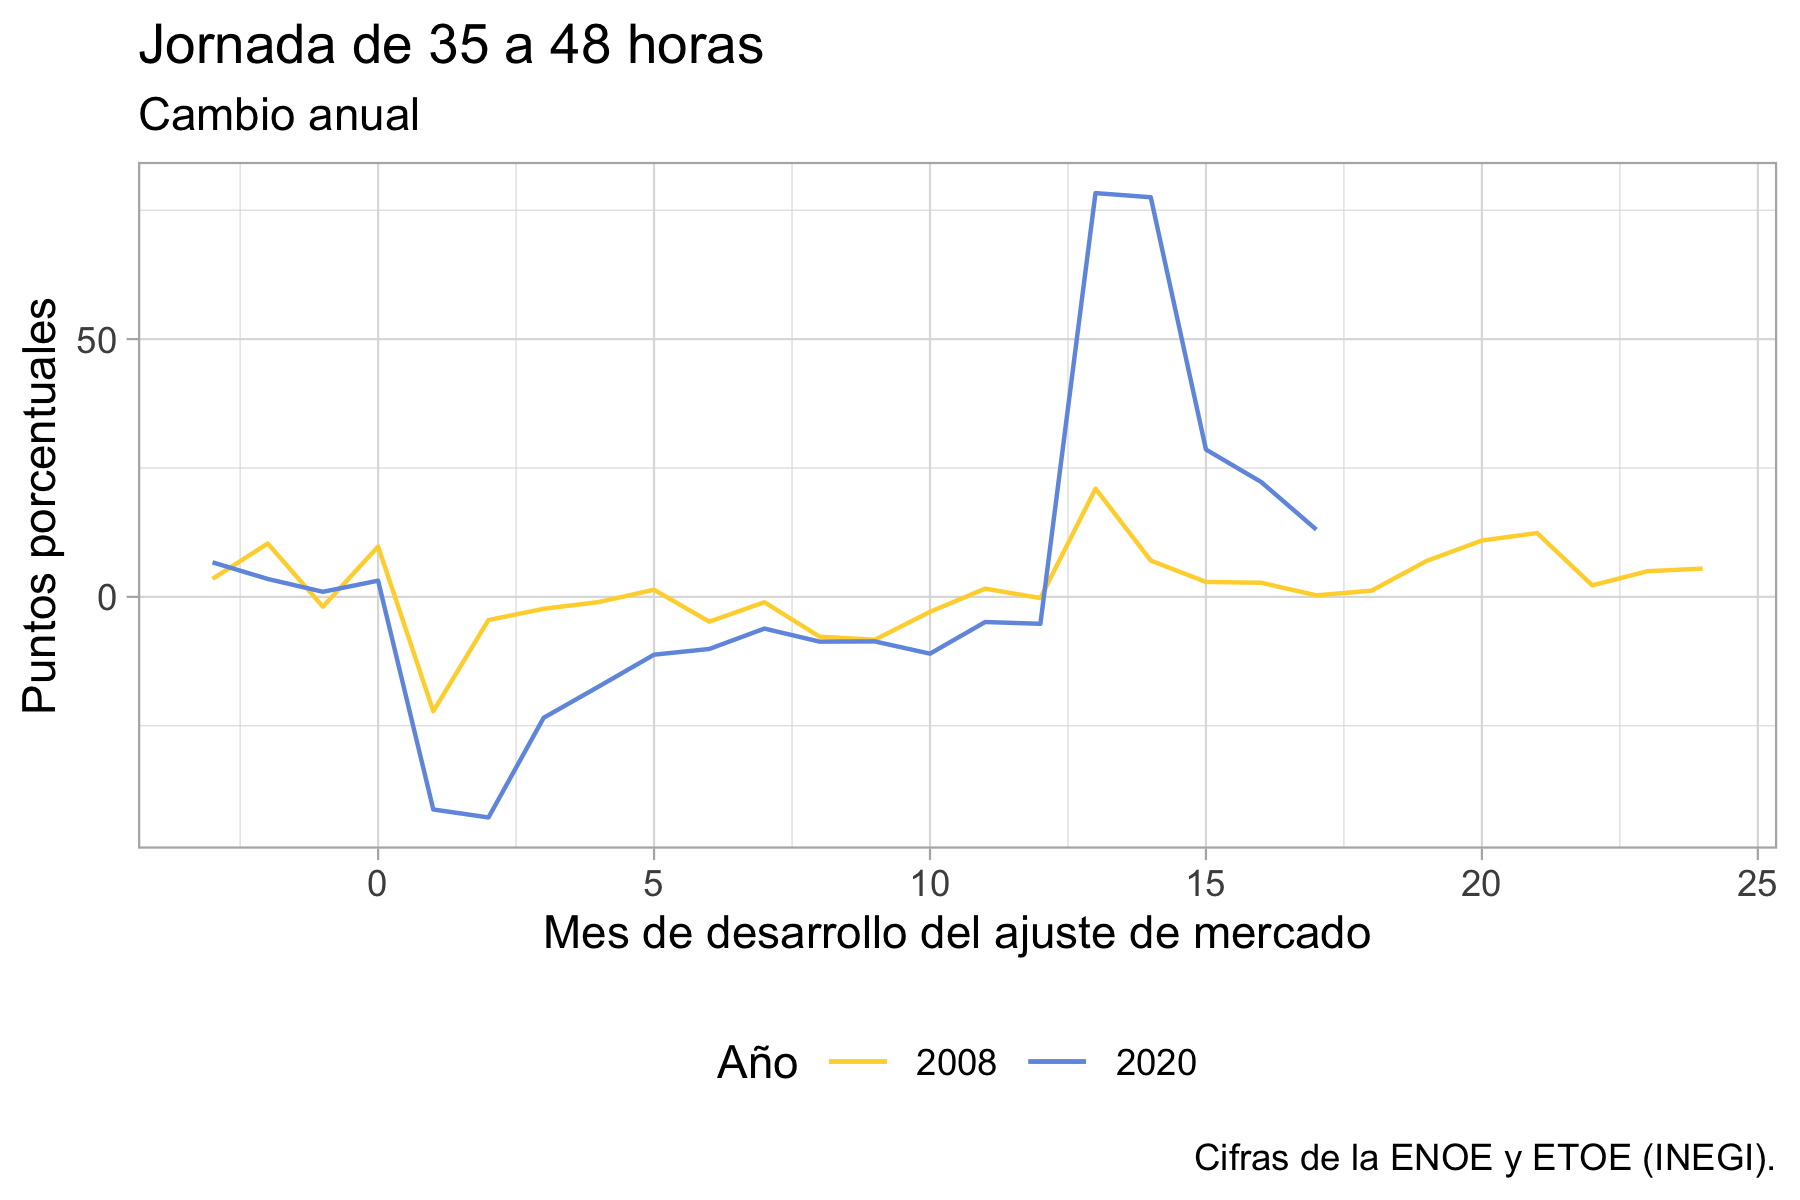 Jornada de 35 a 48 horas
Cambio anual
Puntos porcentuales
50
0
0 5 10 15 20 25
Mes de desarrollo del ajuste de mercado
Año 2008 2020
Cifras de la ENOE y ETOE (INEGI).